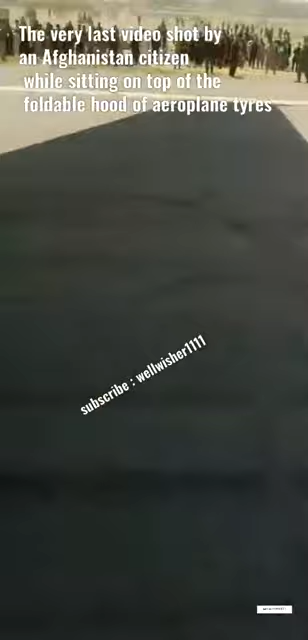 The very last video shot by
an Afghanistan citizen
while sitting on top of the
foldable hood of aeroplane tyres
subscribe : wellwisher1111